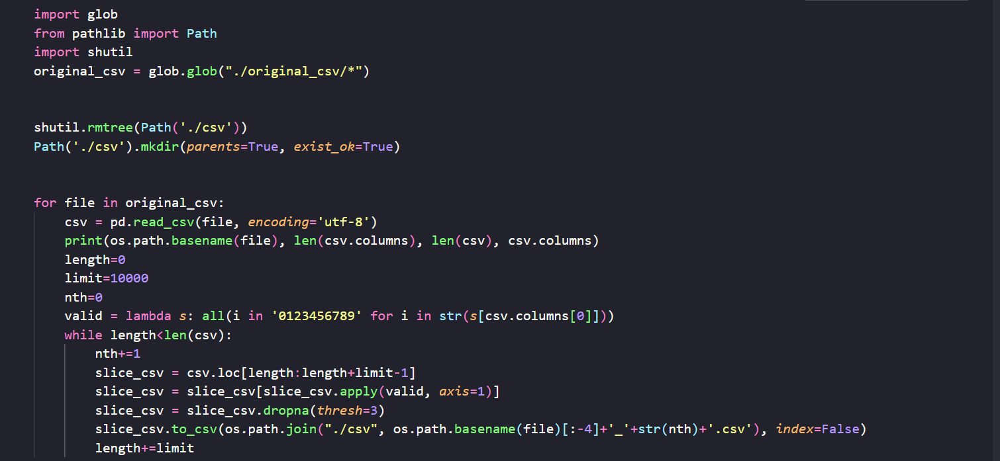 import glob
from pathlib import Path
import shutil
original_csv = glob.glob("./original_csv/*")
shutil.rmtree(Path('./csv'))
Path('./csv').mkdir(parents=True, exist_ok=True)
for file in original_csv:
    csv = pd.read_csv(file, encoding='utf-8')
    print(os.path.basename(file), len(csv.columns), len(csv), csv.columns)
    length=0
    limit=10000
    nth=0
    valid = lambda s: all(i in '0123456789' for i in str(s[csv.columns[0]]))
    while length<len(csv):
        nth+=1
        slice_csv = csv.loc[length:length+limit-1]
        slice_csv = slice_csv[slice_csv.apply(valid, axis=1)]
        slice_csv = slice_csv.dropna(thresh=3)
        slice_csv.to_csv(os.path.join("./csv", os.path.basename(file)[:-4]+'_'+str(nth)+'.csv'), index=False)
        length+=limit